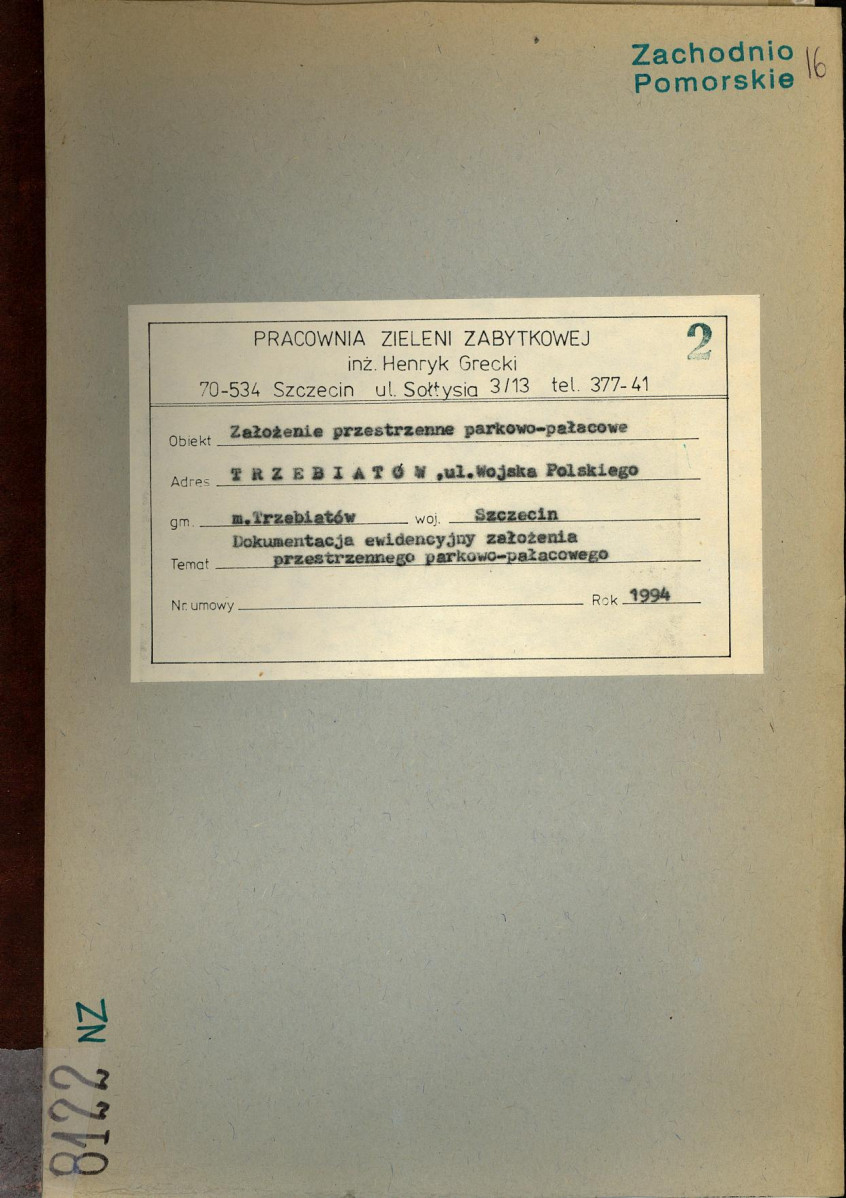 Zachodnio
Pomorskie
16
PRACOWNIA ZIELENI ZABYTKOWEJ
2
inż. Henryk Grecki
70-534 Szczecin ul. Sołtysia 3/13 tel. 377-41
Obiekt Założenie przestrzenne parkowo-pałacowe
Adres T R Z E B I A T Ó W ,ul.Wojska Polskiego
gm. m.Trzebiatów woj. Szczecin
Dokumentacja ewidencyjny założenia
Temat przestrzennego parkowo-pałacowego
Nr. umowy Rok 1994
8122 NZ